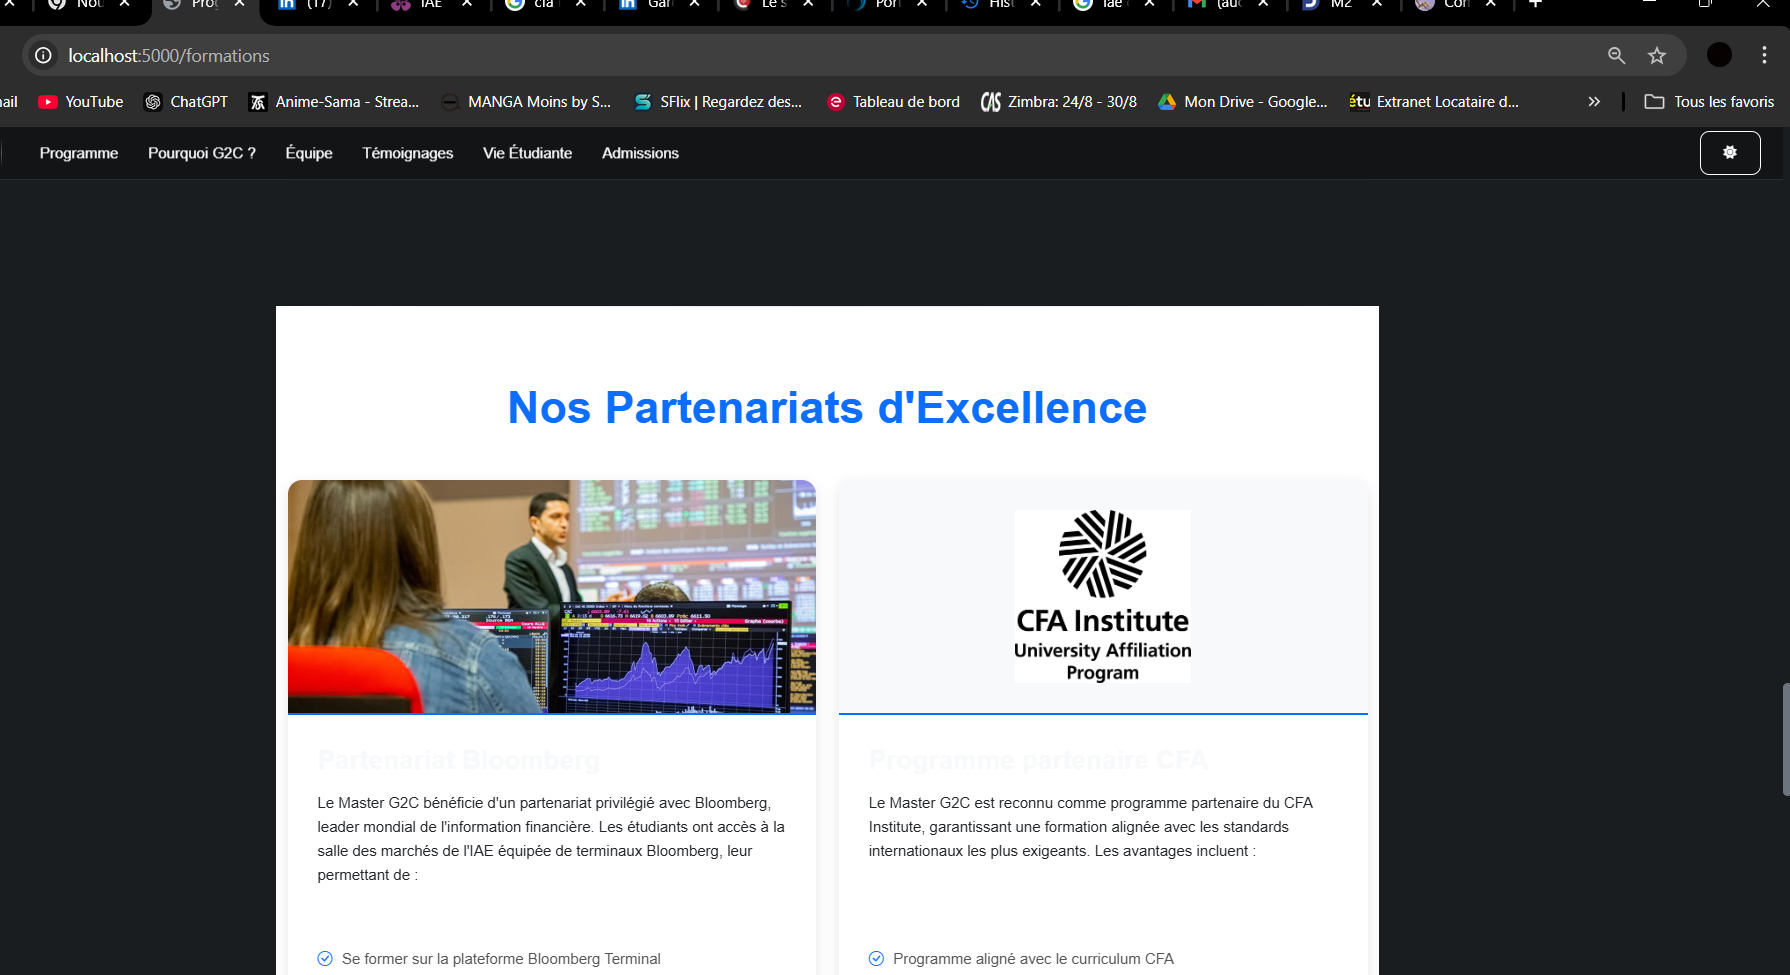 Nou
Prog
(17)
IAE
cfa
Gar
Le s
Port
Hist
iae
(auc
M2
Con
localhost:5000/formations
ail
YouTube
ChatGPT
Anime-Sama - Strea...
MANGA Moins by S...
SFlix | Regardez des...
Tableau de bord
Zimbra: 24/8 - 30/8
Mon Drive - Google...
Extranet Locataire d...
Tous les favoris
Programme
Pourquoi G2C ?
Équipe
Témoignages
Vie Étudiante
Admissions
Nos Partenariats d'Excellence
CFA Institute
University Affiliation
Program
Partenariat Bloomberg
Le Master G2C bénéficie d'un partenariat privilégié avec Bloomberg,
leader mondial de l'information financière. Les étudiants ont accès à la
salle des marchés de l'IAE équipée de terminaux Bloomberg, leur
permettant de :
Se former sur la plateforme Bloomberg Terminal
Programme partenaire CFA
Le Master G2C est reconnu comme programme partenaire du CFA
Institute, garantissant une formation alignée avec les standards
internationaux les plus exigeants. Les avantages incluent :
Programme aligné avec le curriculum CFA